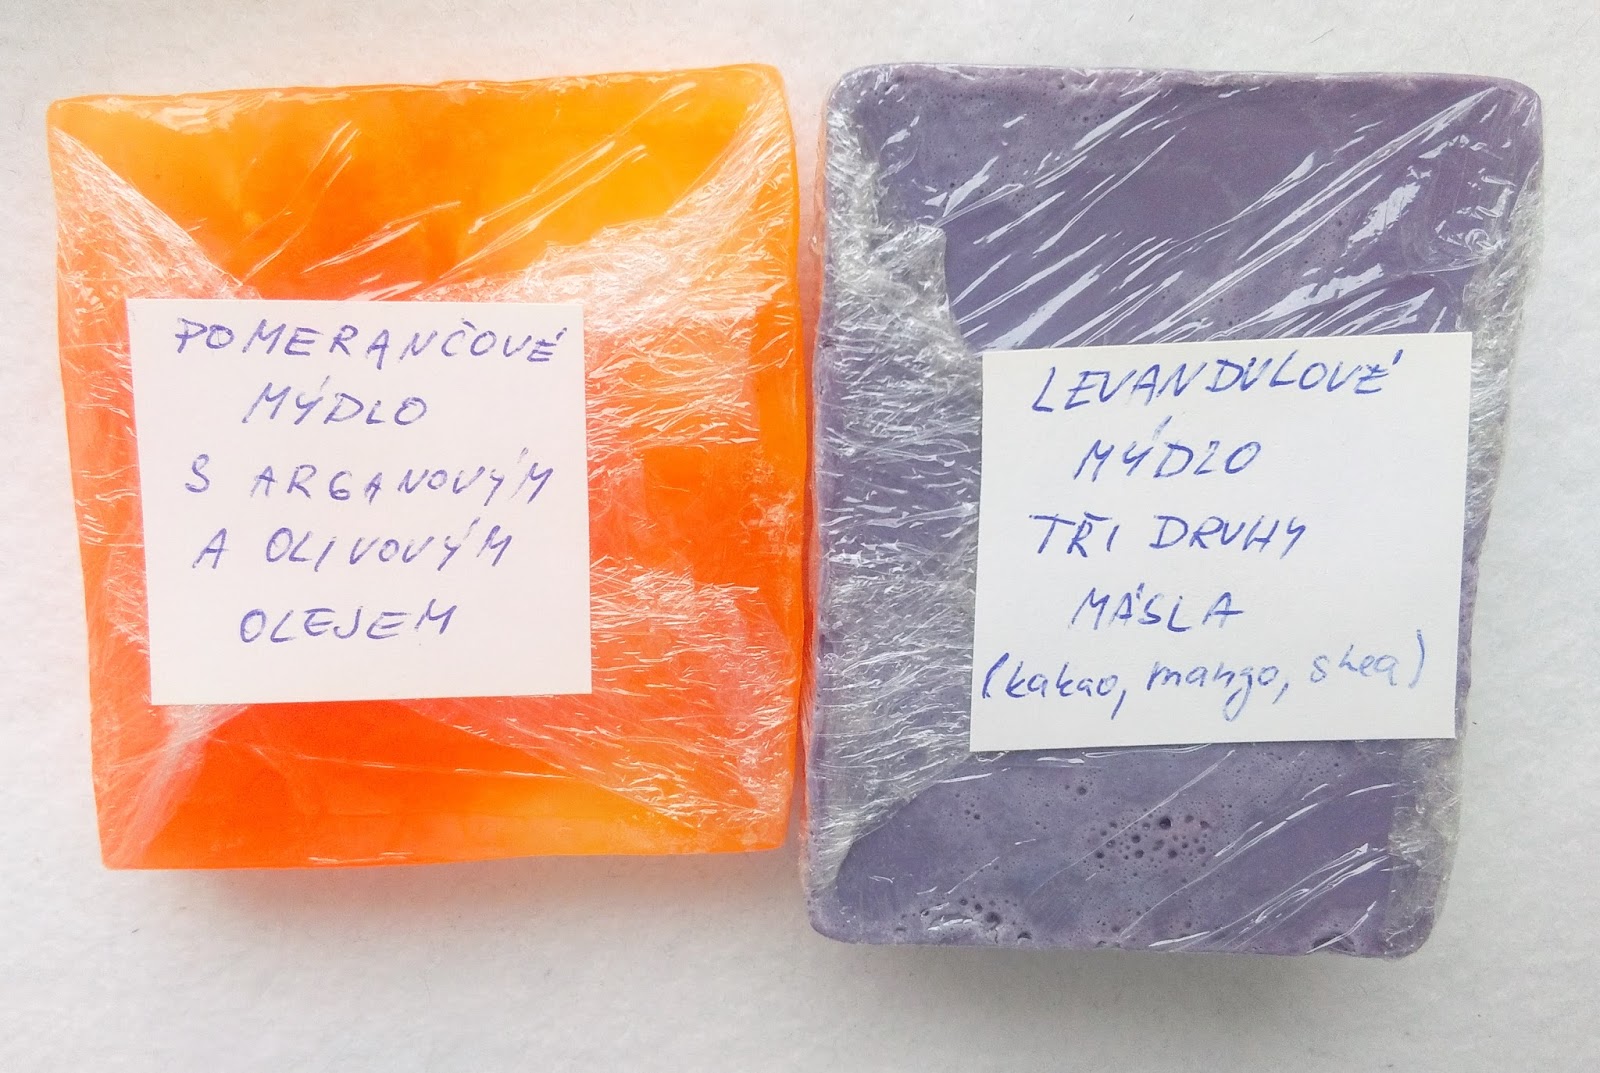 POMERANČOVÉ
MÝDLO
S ARGANOVÝM
A OLIVOVÝM
OLEJEM
LEVANDULOVÉ
MÝDLO
TŘI DRUHY
MÁSLA
(kakao, mango, shea)